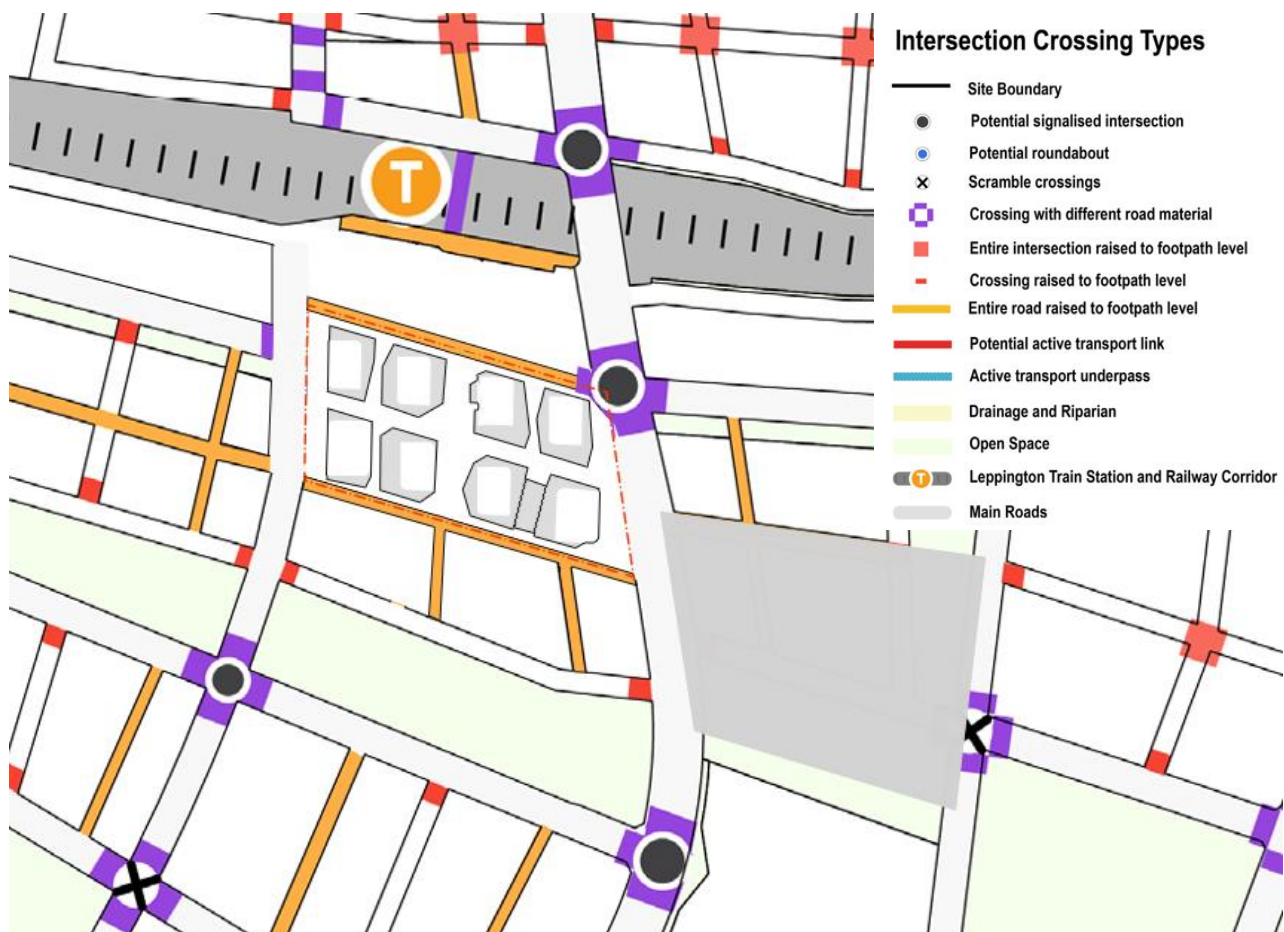 Intersection Crossing Types
Site Boundary
Potential signalised intersection
Potential roundabout
Scramble crossings
Crossing with different road material
Entire intersection raised to footpath level
Crossing raised to footpath level
Entire road raised to footpath level
Potential active transport link
Active transport underpass
Drainage and Riparian
Open Space
T Leppington Train Station and Railway Corridor
Main Roads
T